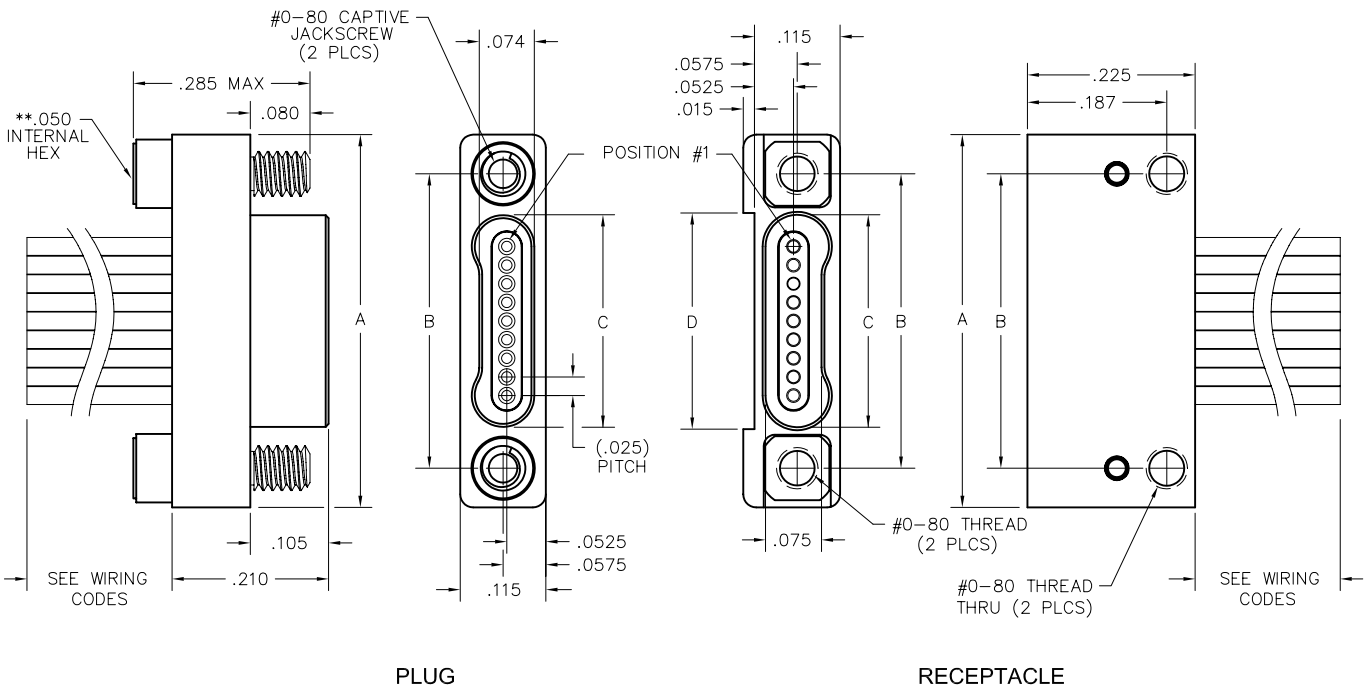 #0-80 CAPTIVE
JACKSCREW
(2 PLCS)
.074
.115
.0575
.0525
.015
.225
.187
.285 MAX
.080
**.050
INTERNAL
HEX
POSITION #1
A
B
C
D
C
B
A
B
(.025)
PITCH
.105
.210
SEE WIRING
CODES
.0525
.0575
.115
.075
#0-80 THREAD
(2 PLCS)
#0-80 THREAD
THRU (2 PLCS)
SEE WIRING
CODES
PLUG
RECEPTACLE